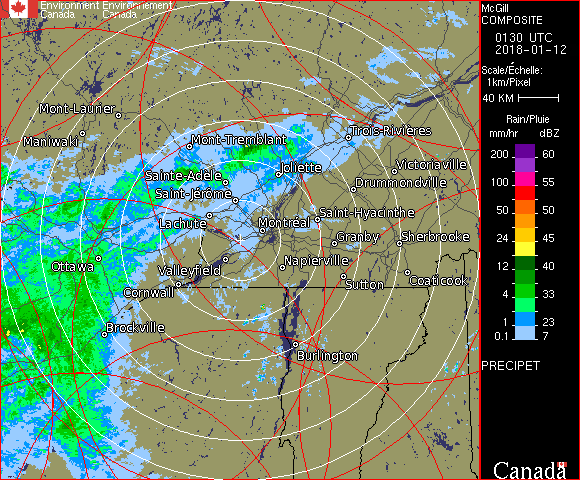 Environment Environnement
Canada Canada
Mont-Laurier
Maniwaki
Mont-Tremblant
Trois-Rivières
Joliette
Victoriaville
Sainte-Adèle
Drummondville
Saint-Jérôme
Saint-Hyacinthe
Lachute
Montréal
Granby
Sherbrooke
Ottawa
Valleyfield
Napierville
Sutton
Coaticook
Cornwall
Brockville
Burlington
McGill
COMPOSITE
0130 UTC
2018-01-12
Scale/Échelle:
1km/Pixel
40 KM
Rain/Pluie
mm/hr dBZ
200 60
100 55
50 50
24 45
12 40
4 33
1 23
0.1 7
PRECIPET
Canada